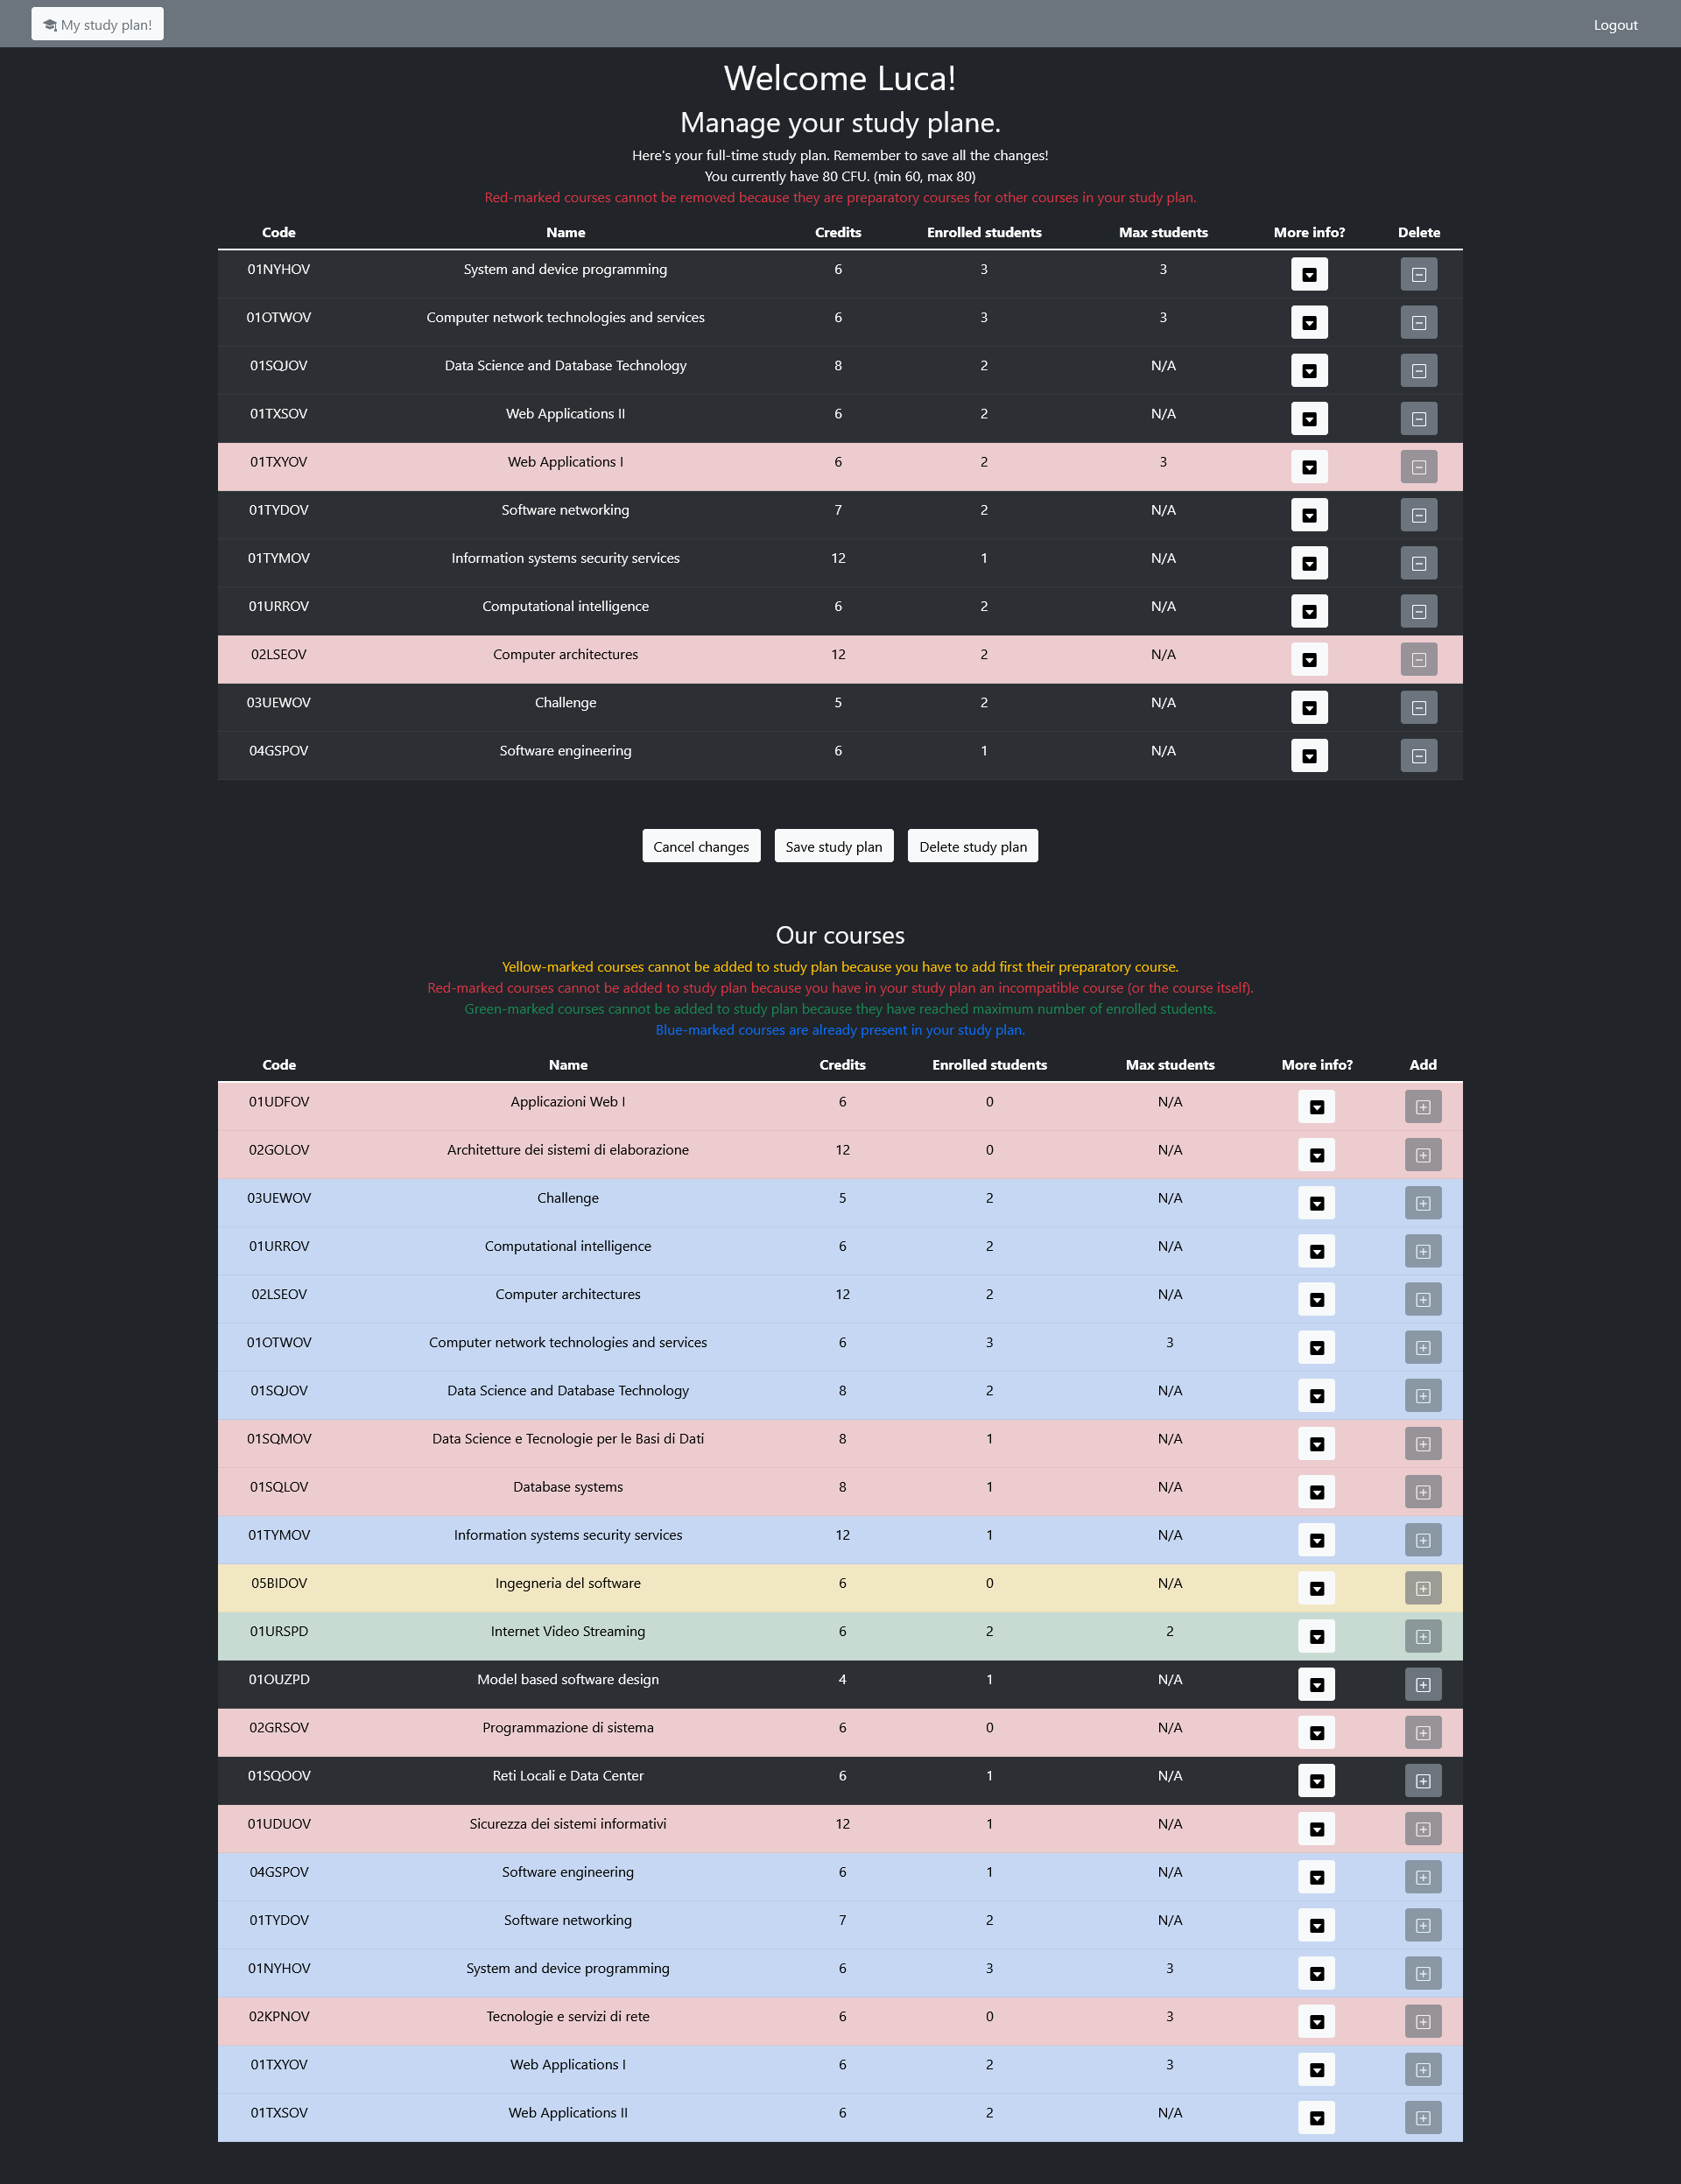 My study plan!
Logout
Welcome Luca!
Manage your study plane.
Here's your full-time study plan. Remember to save all the changes!
You currently have 80 CFU. (min 60, max 80)
Red-marked courses cannot be removed because they are preparatory courses for other courses in your study plan.
Code Name Credits Enrolled students Max students More info? Delete
01NYHOV System and device programming 6 3 3
01OTWOV Computer network technologies and services 6 3 3
01SQJOV Data Science and Database Technology 8 2 N/A
01TXSOV Web Applications II 6 2 N/A
01TXYOV Web Applications I 6 2 3
01TYDOV Software networking 7 2 N/A
01TYMOV Information systems security services 12 1 N/A
01URROV Computational intelligence 6 2 N/A
02LSEOV Computer architectures 12 2 N/A
03UEWOV Challenge 5 2 N/A
04GSPOV Software engineering 6 1 N/A
Cancel changes Save study plan Delete study plan
Our courses
Yellow-marked courses cannot be added to study plan because you have to add first their preparatory course.
Red-marked courses cannot be added to study plan because you have in your study plan an incompatible course (or the course itself).
Green-marked courses cannot be added to study plan because they have reached maximum number of enrolled students.
Blue-marked courses are already present in your study plan.
Code Name Credits Enrolled students Max students More info? Add
01UDFOV Applicazioni Web I 6 0 N/A
02GOLOV Architetture dei sistemi di elaborazione 12 0 N/A
03UEWOV Challenge 5 2 N/A
01URROV Computational intelligence 6 2 N/A
02LSEOV Computer architectures 12 2 N/A
01OTWOV Computer network technologies and services 6 3 3
01SQJOV Data Science and Database Technology 8 2 N/A
01SQMOV Data Science e Tecnologie per le Basi di Dati 8 1 N/A
01SQLOV Database systems 8 1 N/A
01TYMOV Information systems security services 12 1 N/A
05BIDOV Ingegneria del software 6 0 N/A
01URSPD Internet Video Streaming 6 2 2
01OUZPD Model based software design 4 1 N/A
02GRSOV Programmazione di sistema 6 0 N/A
01SQOOV Reti Locali e Data Center 6 1 N/A
01UDUOV Sicurezza dei sistemi informativi 12 1 N/A
04GSPOV Software engineering 6 1 N/A
01TYDOV Software networking 7 2 N/A
01NYHOV System and device programming 6 3 3
02KPNOV Tecnologie e servizi di rete 6 0 3
01TXYOV Web Applications I 6 2 3
01TXSOV Web Applications II 6 2 N/A